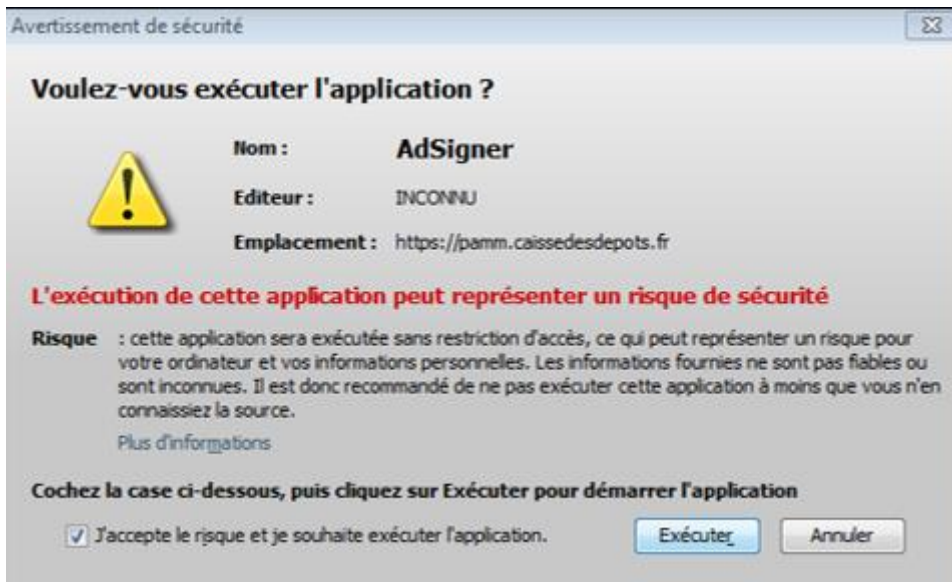 Avertissement de sécurité
Voulez-vous exécuter l'application ?
Nom : AdSigner
Editeur : INCONNU
Emplacement : https://pamm.caissedesdepots.fr
L'exécution de cette application peut représenter un risque de sécurité
Risque : cette application sera exécutée sans restriction d'accès, ce qui peut représenter un risque pour
votre ordinateur et vos informations personnelles. Les informations fournies ne sont pas fiables ou
sont inconnues. Il est donc recommandé de ne pas exécuter cette application à moins que vous n'en
connaissiez la source.
Plus d'informations
Cochez la case ci-dessous, puis cliquez sur Exécuter pour démarrer l'application
J'accepte le risque et je souhaite exécuter l'application. Exécuter Annuler